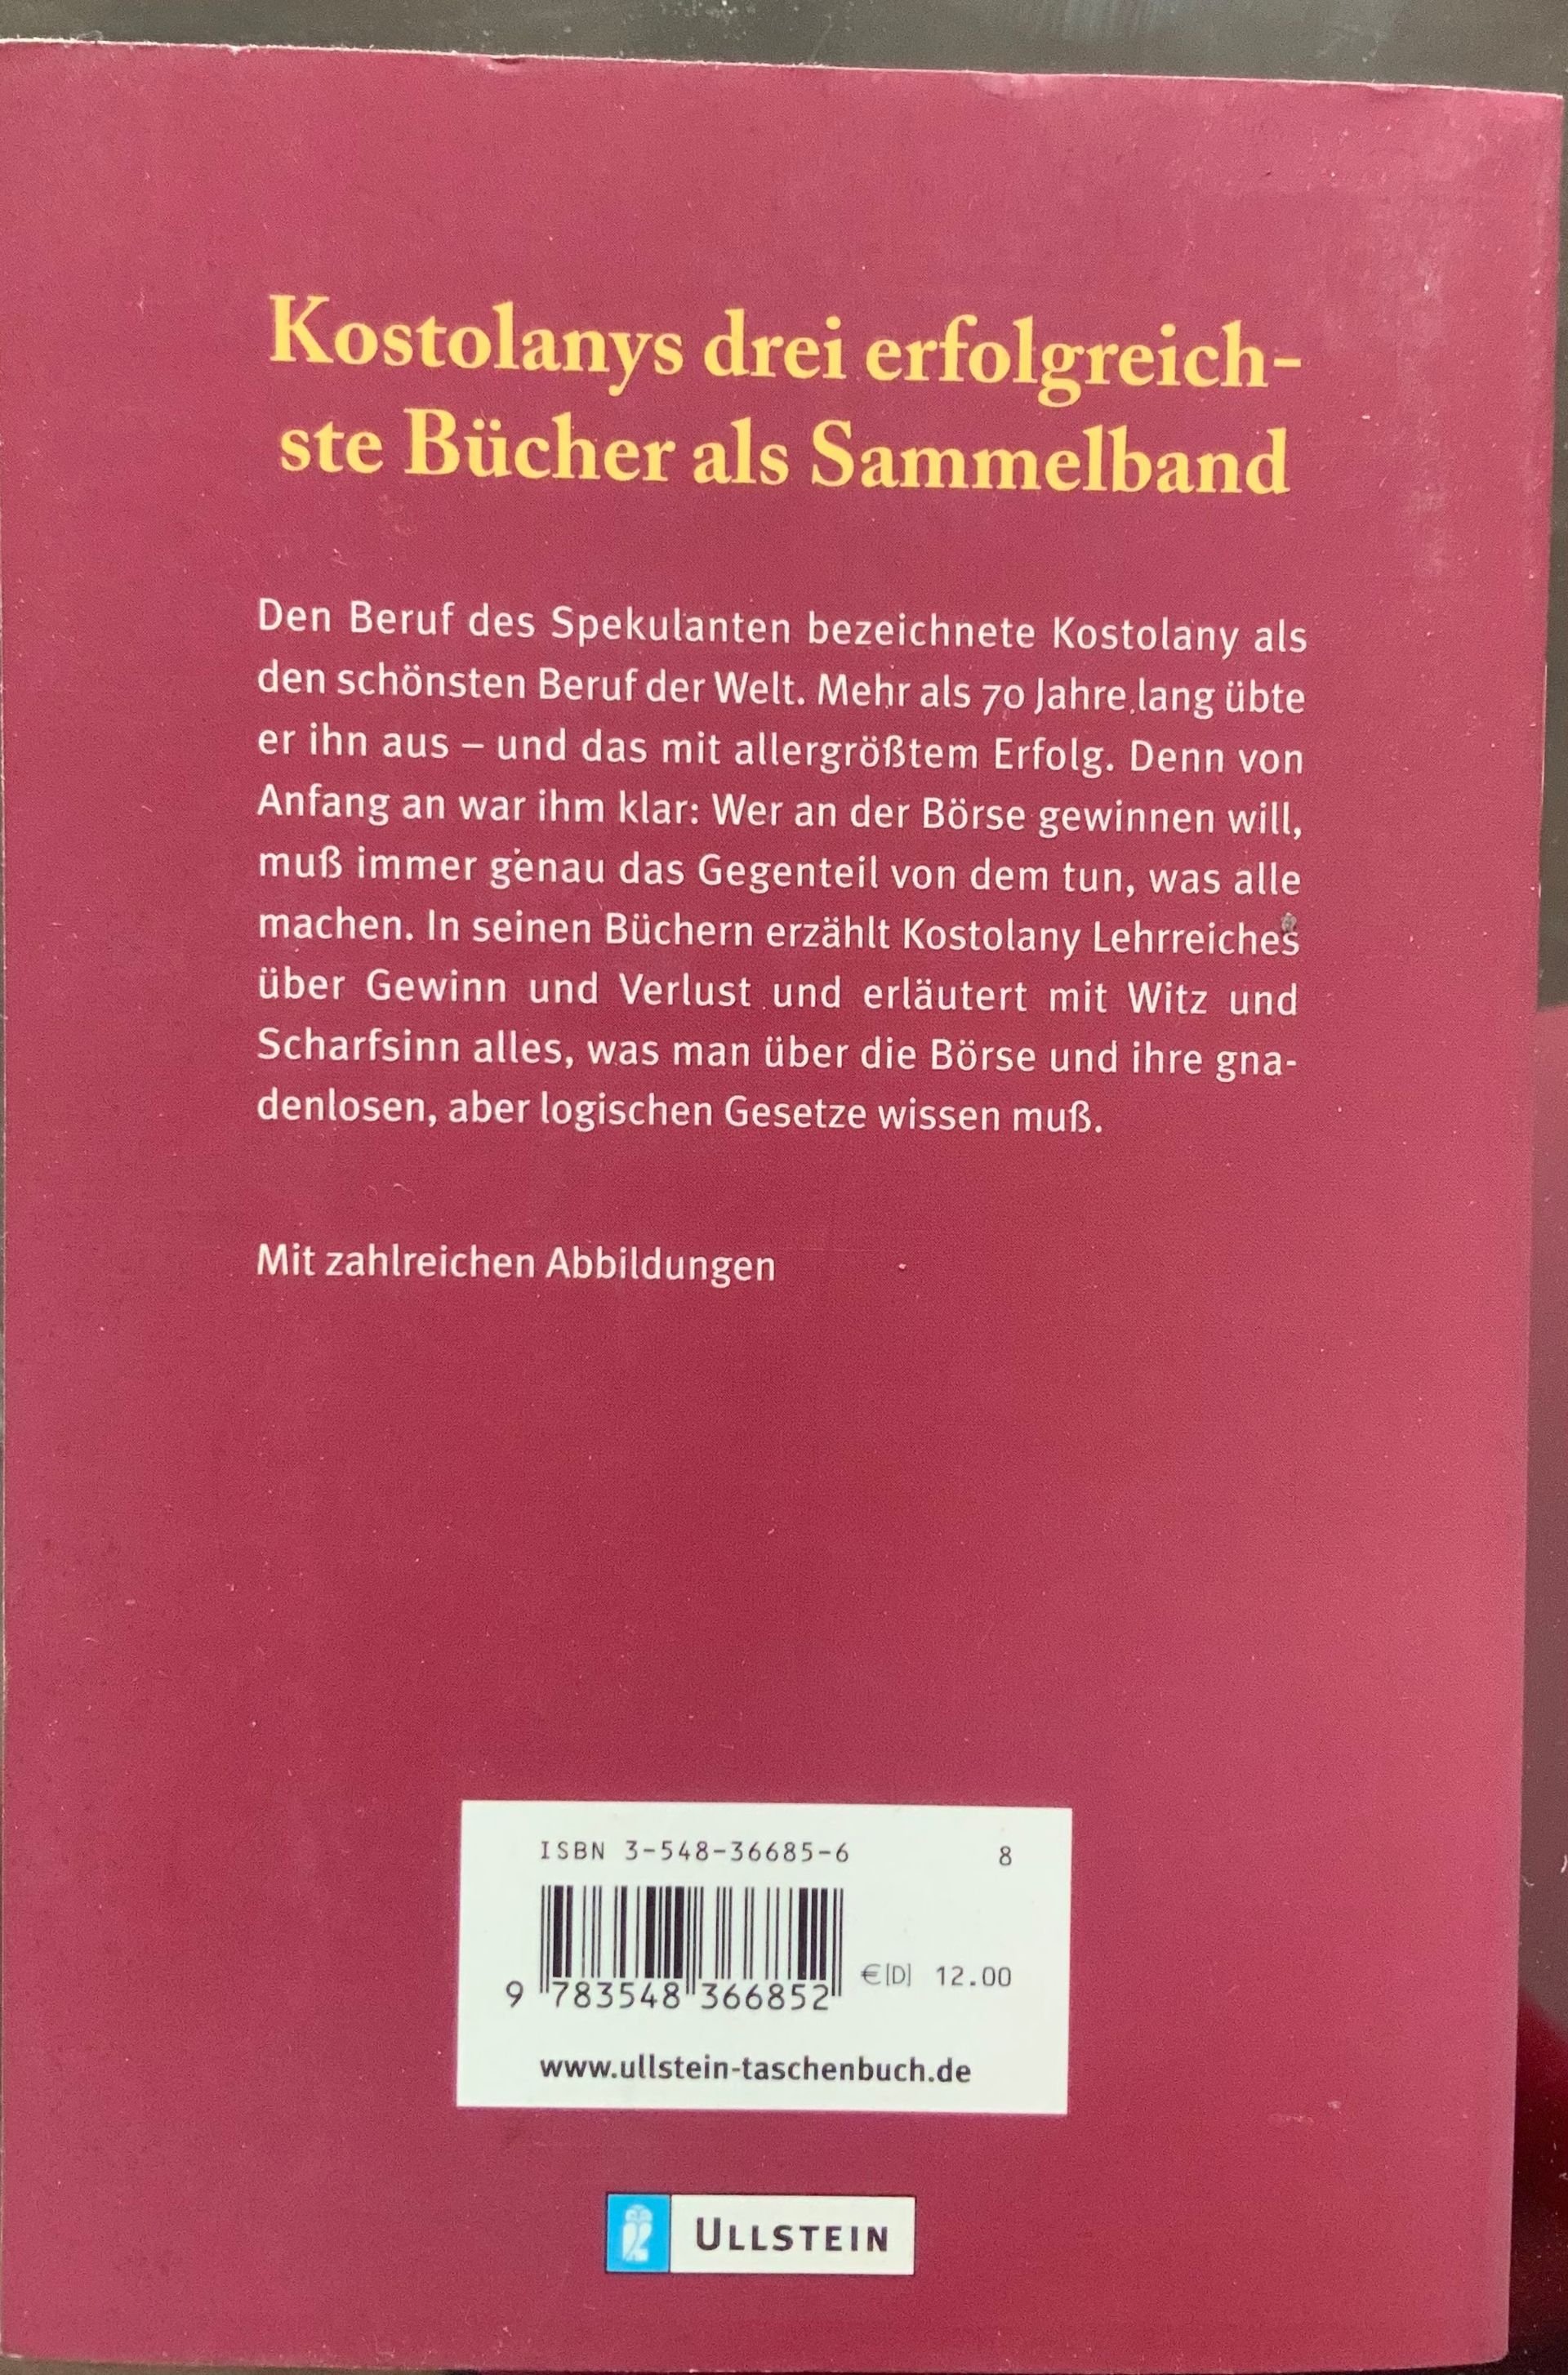 Kostolanys drei erfolgreich-
ste Bücher als Sammelband
Den Beruf des Spekulanten bezeichnete Kostolany als
den schönsten Beruf der Welt. Mehr als 70 Jahre lang übte
er ihn aus – und das mit allergrößtem Erfolg. Denn von
Anfang an war ihm klar: Wer an der Börse gewinnen will,
muß immer genau das Gegenteil von dem tun, was alle
machen. In seinen Büchern erzählt Kostolany Lehrreiches
über Gewinn und Verlust und erläutert mit Witz und
Scharfsinn alles, was man über die Börse und ihre gna-
denlosen, aber logischen Gesetze wissen muß.
Mit zahlreichen Abbildungen
ISBN 3-548-36685-6 8
9 783548 366852 €[D] 12.00
www.ullstein-taschenbuch.de
ULLSTEIN